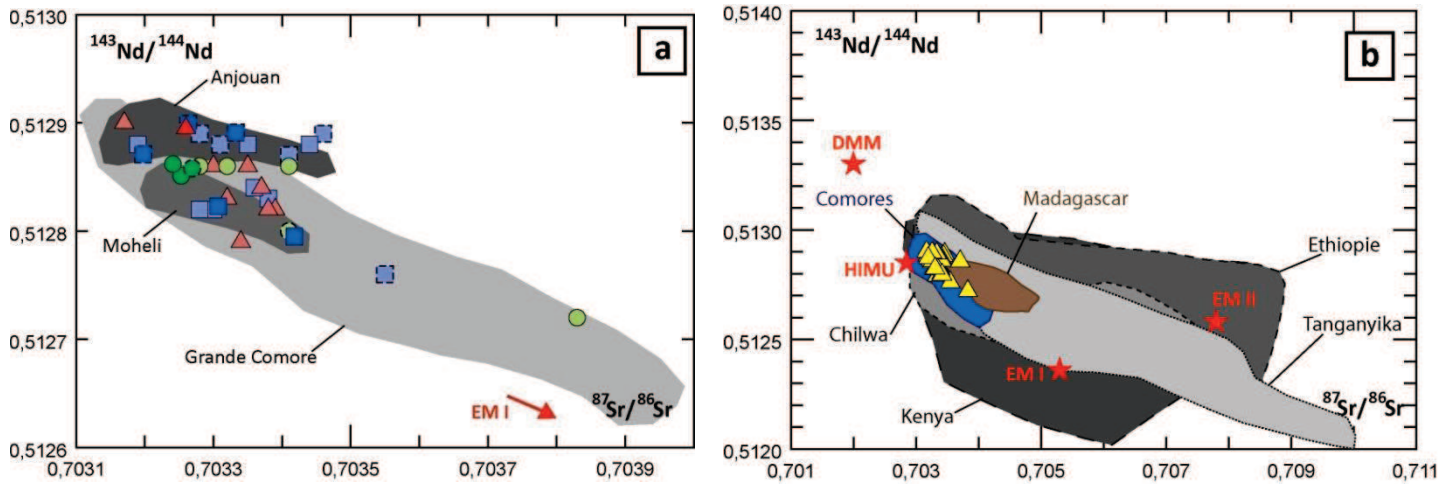 0,5130
¹⁴³Nd/¹⁴⁴Nd
a
Anjouan
0,5129
0,5128
Moheli
0,5127
Grande Comore
EM I
⁸⁷Sr/⁸⁶Sr
0,5126
0,7031
0,7033
0,7035
0,7037
0,7039
0,5140
¹⁴³Nd/¹⁴⁴Nd
b
0,5135
DMM
Comores
Madagascar
0,5130
Ethiopie
HIMU
EM II
Tanganyika
Chilwa
0,5125
EM I
⁸⁷Sr/⁸⁶Sr
Kenya
0,5120
0,701
0,703
0,705
0,707
0,709
0,711